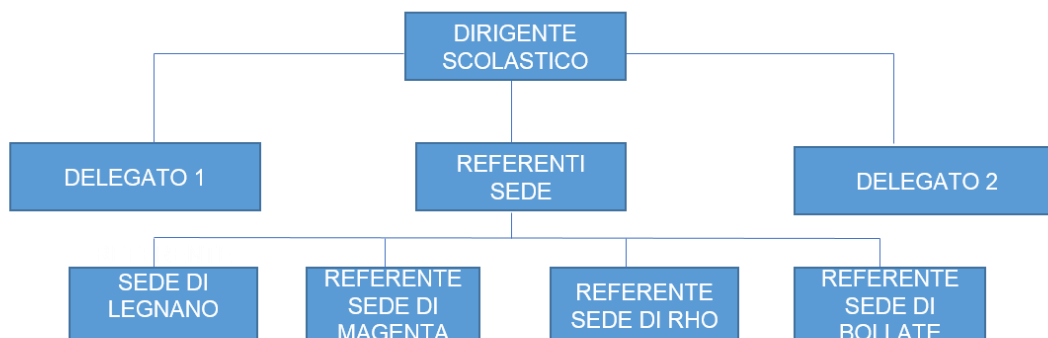 DIRIGENTE
SCOLASTICO
DELEGATO 1
REFERENTI
SEDE
DELEGATO 2
SEDE DI
LEGNANO
REFERENTE
SEDE DI
MAGENTA
REFERENTE
SEDE DI RHO
REFERENTE
SEDE DI
BOLLATE